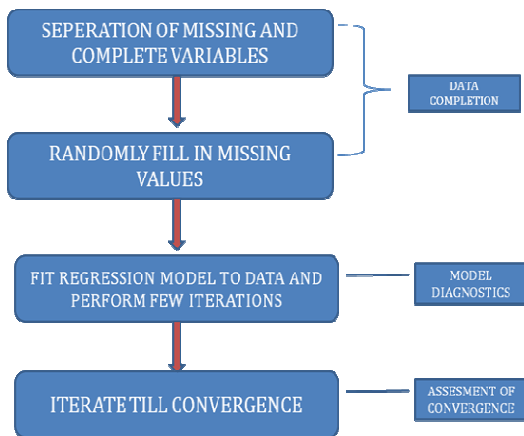 SEPERATION OF MISSING AND
COMPLETE VARIABLES
DATA
COMPLETION
RANDOMLY FILL IN MISSING
VALUES
FIT REGRESSION MODEL TO DATA AND
PERFORM FEW ITERATIONS
MODEL
DIAGNOSTICS
ITERATE TILL CONVERGENCE
ASSESMENT OF
CONVERGENCE